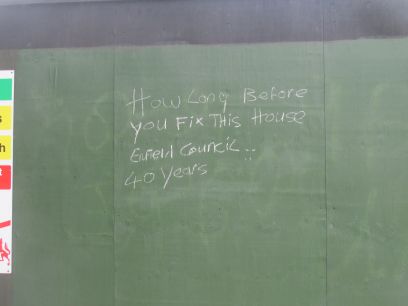 How Long Before
you Fix This House
Enfield Council..
40 years